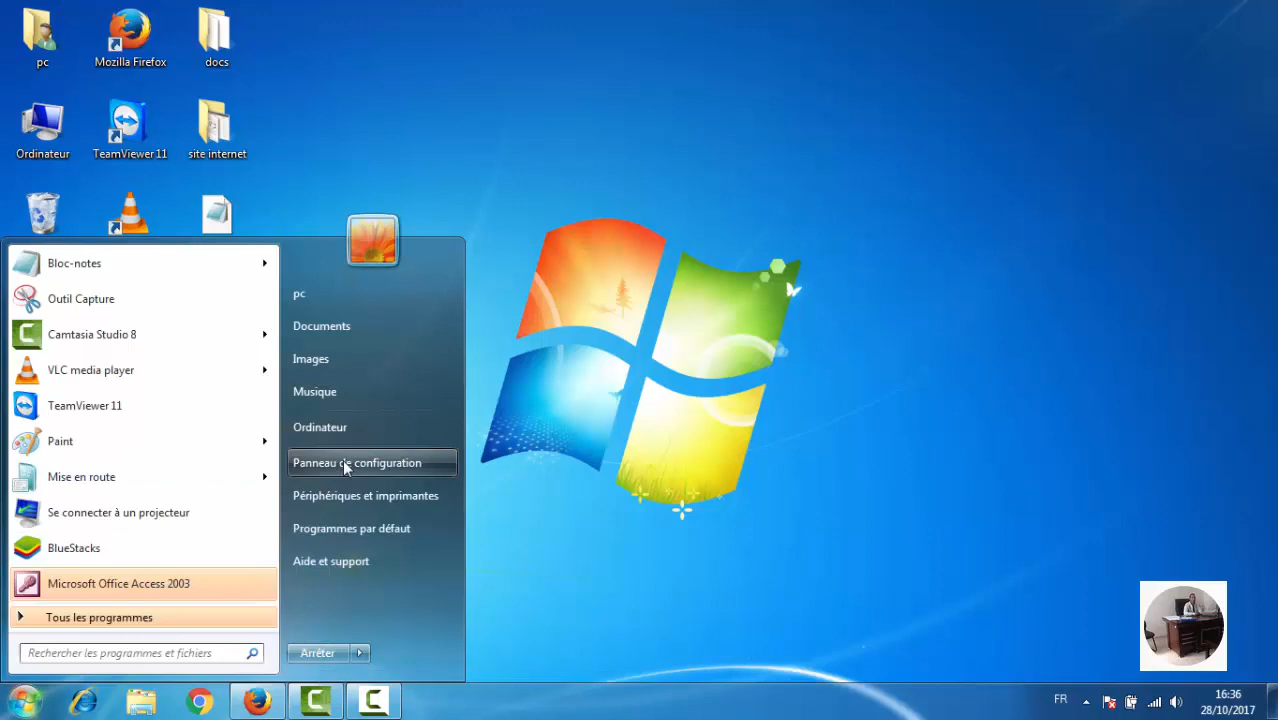 pc
Mozilla Firefox
docs
Ordinateur
TeamViewer 11
site internet
Bloc-notes
Outil Capture
Camtasia Studio 8
VLC media player
TeamViewer 11
Paint
Mise en route
Se connecter à un projecteur
BlueStacks
Microsoft Office Access 2003
Tous les programmes
Rechercher les programmes et fichiers
pc
Documents
Images
Musique
Ordinateur
Panneau de configuration
Périphériques et imprimantes
Programmes par défaut
Aide et support
Arrêter
FR
16:36
28/10/2017